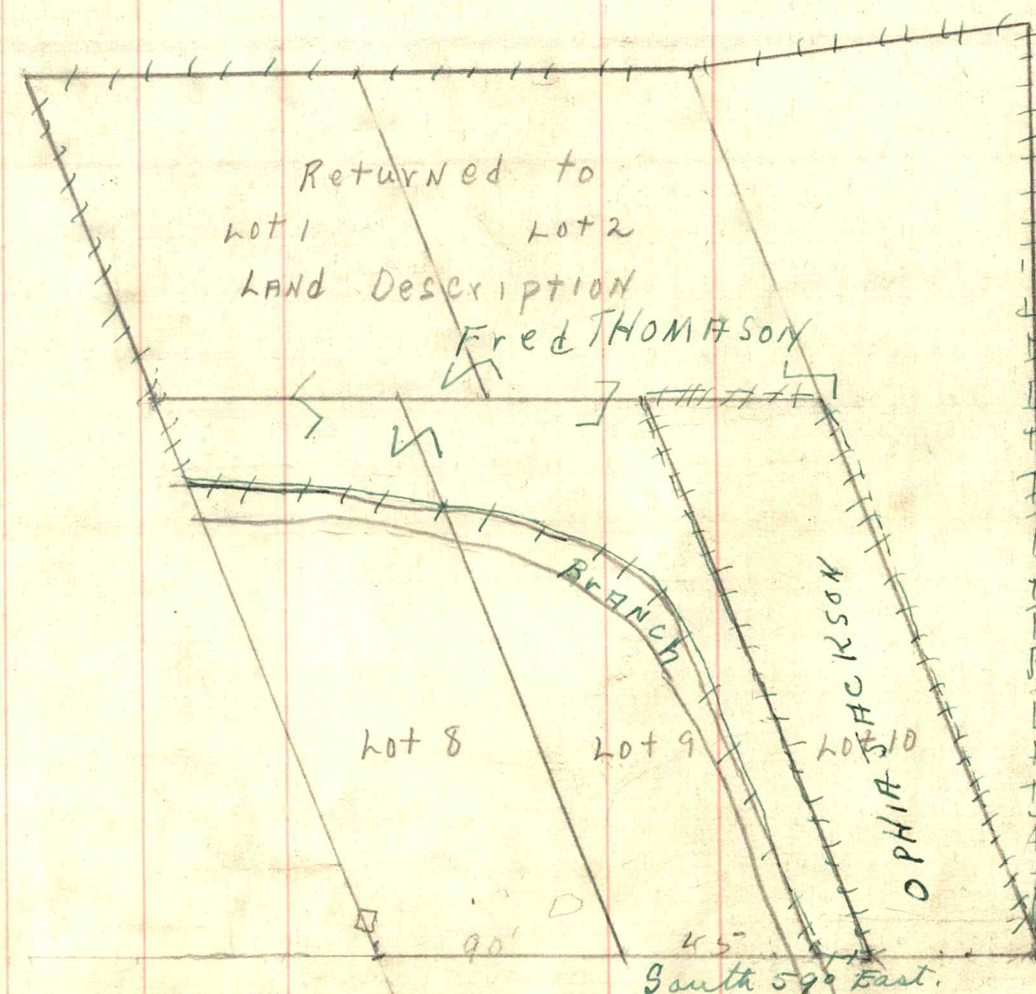 Returned to
Lot 1 Lot 2
LANd Description
Fred THOMASON
BrANch
Lot 8 Lot 9 Lot 10
OPHIA JACKSON
90' 45
South 59° East.